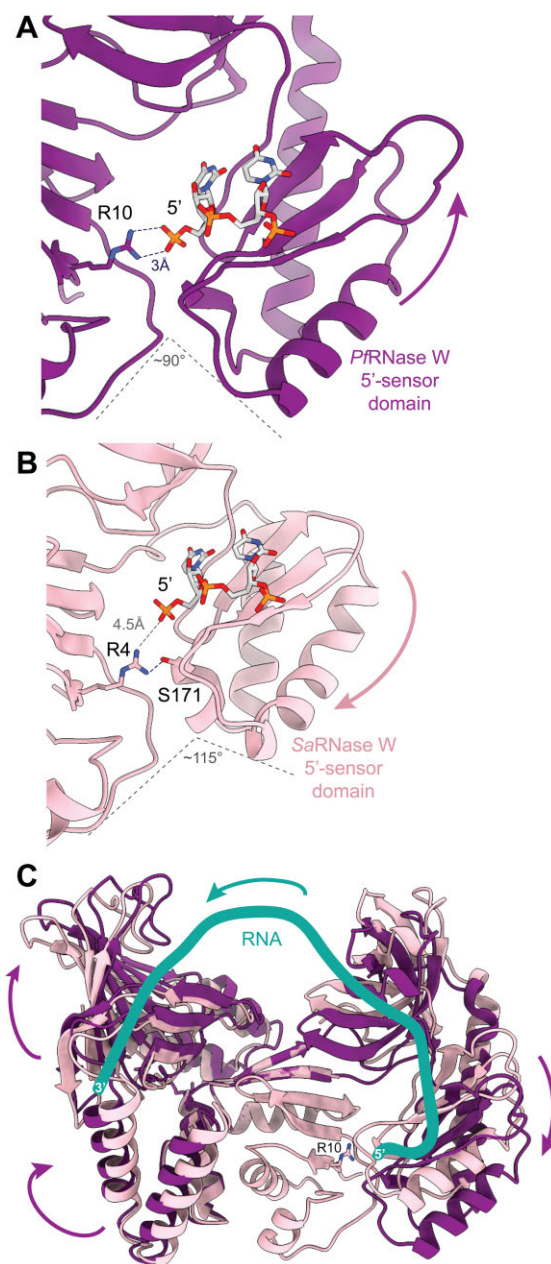 A
R10
5’
3Å
~90°
PfRNase W
5’-sensor
domain
B
5’
4.5Å
R4
S171
~115°
SaRNase W
5’-sensor
domain
C
RNA
3’
R10
5’